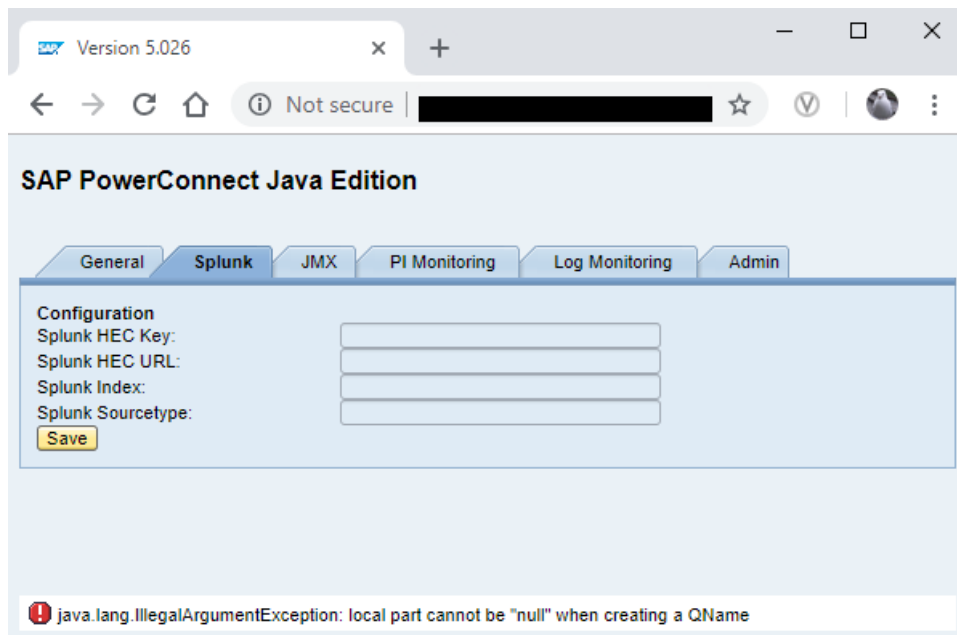 SAP Version 5.026
Not secure
SAP PowerConnect Java Edition
General Splunk JMX PI Monitoring Log Monitoring Admin
Configuration
Splunk HEC Key:
Splunk HEC URL:
Splunk Index:
Splunk Sourcetype:
Save
java.lang.IllegalArgumentException: local part cannot be "null" when creating a QName